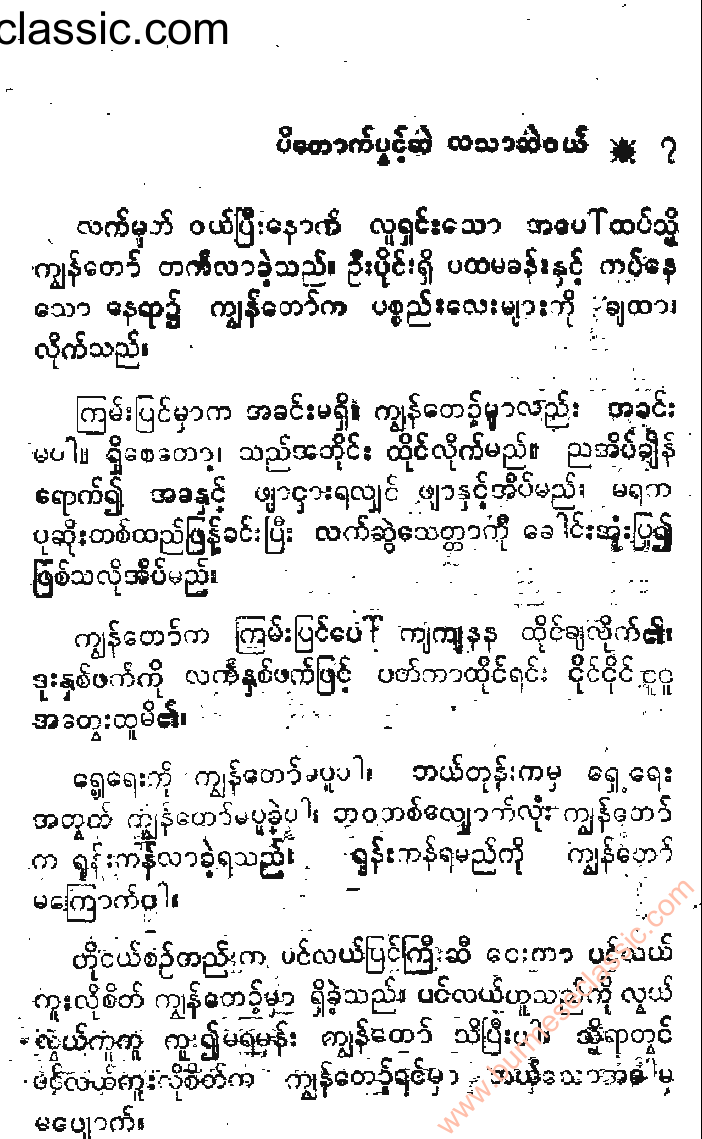 classic.com
ပိတောက်ပွင့်ဆဲ လသာဆဲဝယ် ✹ ၇
လက်မှတ် ဝယ်ပြီးနောက် လူရှင်းသော အပေါ်ထပ်သို့
ကျွန်တော် တက်လာခဲ့သည်။ ဦးပိုင်းရှိ ပထမခန်းနှင့် ကပ်နေ
သော နေရာ၌ ကျွန်တော်က ပစ္စည်းလေးများကို ချထား
လိုက်သည်။
ကြမ်းပြင်မှာက အခင်းမရှိ။ ကျွန်တော့်မှာလည်း အခင်း
မပါ။ ရှိစေတော့၊ သည်အတိုင်း ထိုင်လိုက်မည်။ ညအိပ်ချိန်
ရောက်၍ အခနှင့် ဖျာငှားရလျှင် ဖျာနှင့်အိပ်မည်၊ မရက
ပုဆိုးတစ်ထည်ဖြန့်ခင်းပြီး လက်ဆွဲသေတ္တာကို ခေါင်းအုံးပြု၍
ဖြစ်သလိုအိပ်မည်။
ကျွန်တော်က ကြမ်းပြင်ပေါ် ကျကျနန ထိုင်ချလိုက်၏။
ဒူးနှစ်ဖက်ကို လက်နှစ်ဖက်ဖြင့် ပတ်ကာထိုင်ရင်း ငိုင်ငိုင်ငူငူ
အတွေးထူမိ၏။
ရှေ့ရေးကို ကျွန်တော်မပူပါ။ ဘယ်တုန်းကမှ ရှေ့ရေး
အတွက် ကျွန်တော်မပူခဲ့ပါ။ ဘဝတစ်လျှောက်လုံး ကျွန်တော်
က ရုန်းကန်လာခဲ့ရသည်။ ရုန်းကန်ရမည်ကို ကျွန်တော်
မကြောက်ပါ။
တို့ငယ်စဉ်တည်းက ပင်လယ်ပြင်ကြီးဆီ ငေးကာ ပင်လယ်
ကူးလိုစိတ် ကျွန်တော့်မှာ ရှိခဲ့သည်။ ပင်လယ်ဟူသည်ကို လွယ်
လွယ်ကူကူ ကူး၍မရမှန်း ကျွန်တော် သိပြီး သို့ရာတွင်
ပင်လယ်ကူးလိုစိတ်က ကျွန်တော့်ရင်မှာ ဘယ်သောအခါမှ
မပျောက်။
www.burmeseclassic.com